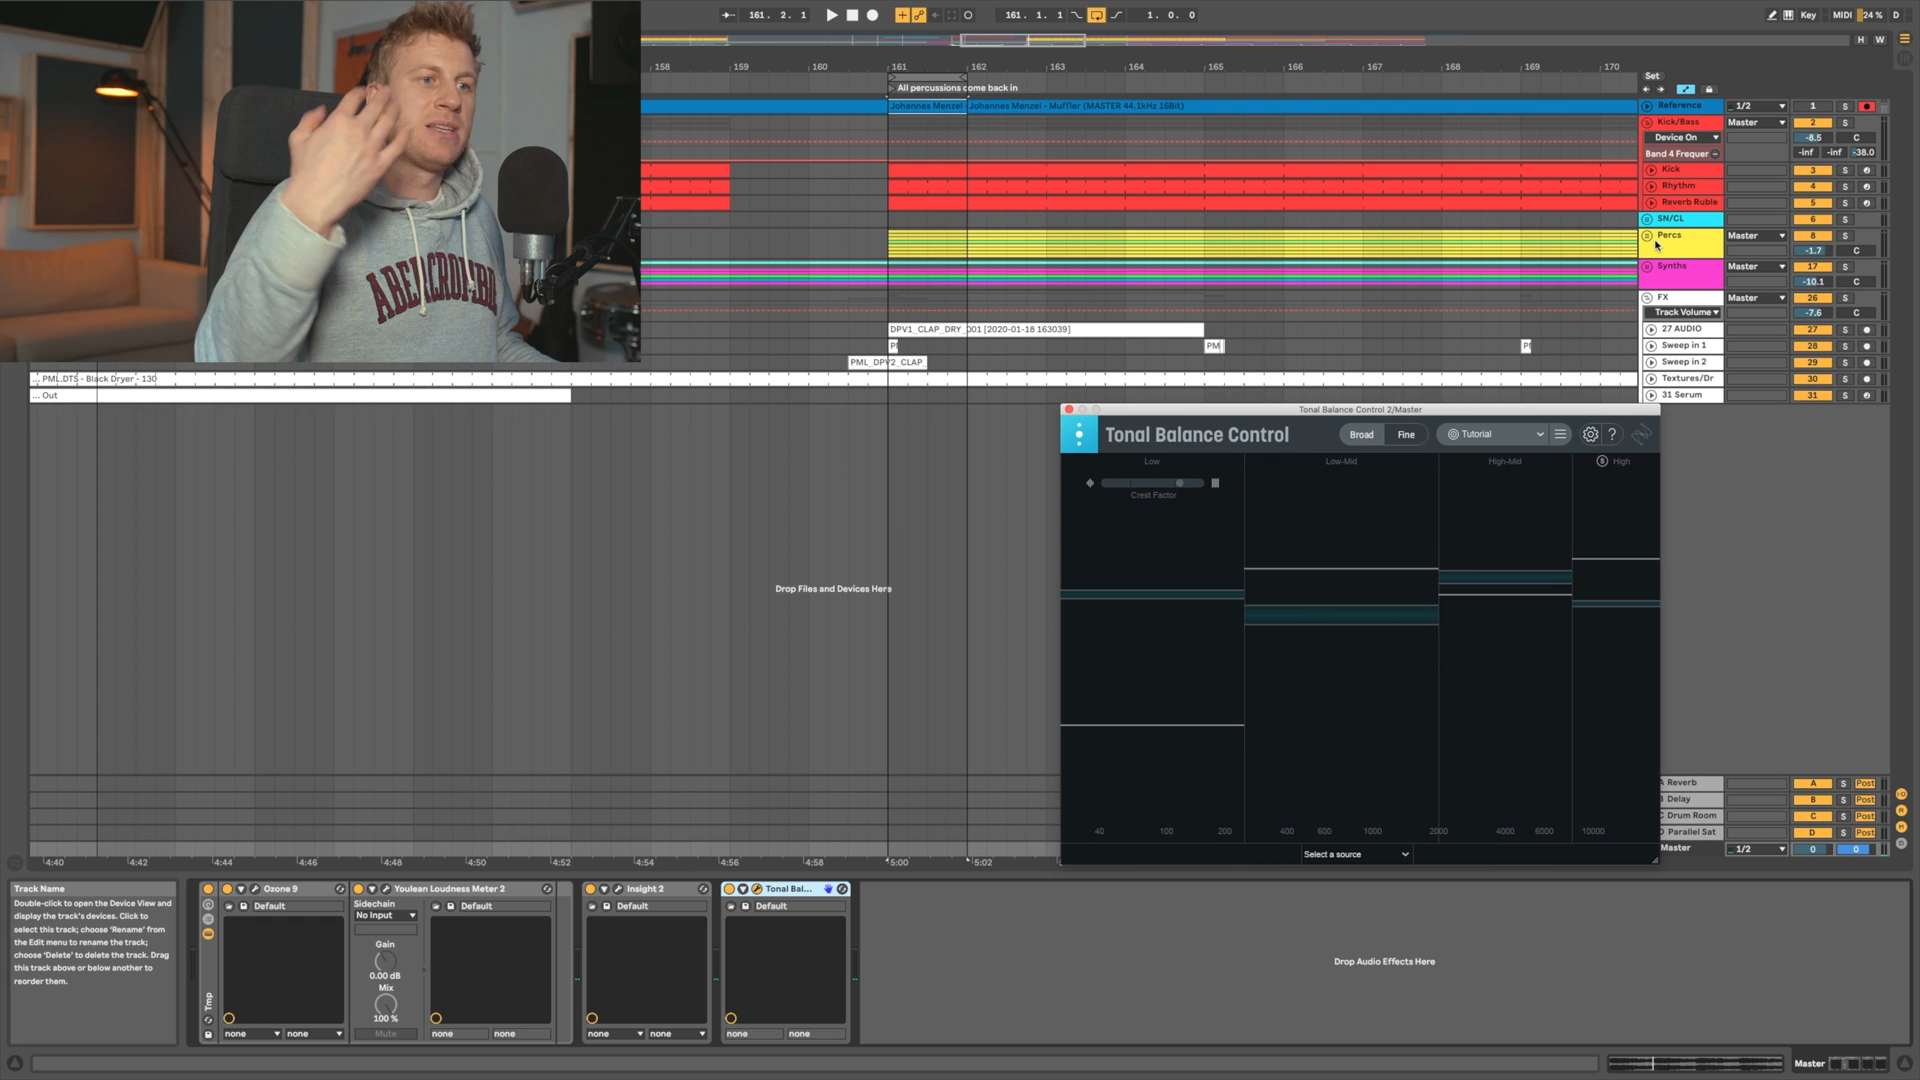 161. 2. 1
161. 1. 1
1. 0. 0
Key
MIDI
24 %
D
H
W
158
159
160
161
162
163
164
165
166
167
168
169
170
Set
All percussions come back in
Johannes Menzel
Johannes Menzel - Muffler (MASTER 44.1kHz 16Bit)
Reference
1/2
1
S
Kick/Bass
Master
2
S
Device On
-8.5
C
Band 4 Frequer
-inf
-inf
-38.0
Kick
3
S
Rhythm
4
S
Reverb Ruble
5
S
SN/CL
6
S
Percs
Master
8
S
-1.7
C
Synths
Master
17
S
-10.1
C
FX
Master
26
S
Track Volume
-7.6
C
DPV1_CLAP_DRY_001 [2020-01-18 163039]
27 AUDIO
27
S
PM
Sweep in 1
28
S
PML_DPV2_CLAP
Sweep in 2
29
S
... PML.DTS - Black Dryer - 130
Textures/Dr
30
S
... Out
31 Serum
31
S
ABERCROMBI
Tonal Balance Control 2/Master
Tonal Balance Control
Broad
Fine
Tutorial
?
Low
Low-Mid
High-Mid
S
High
Crest Factor
Drop Files and Devices Here
40
100
200
400
600
1000
2000
4000
6000
10000
Select a source
A Reverb
A
S
Post
B Delay
B
S
Post
C Drum Room
C
S
Post
D Parallel Sat
D
S
Post
Master
1/2
0
0
4:40
4:42
4:44
4:46
4:48
4:50
4:52
4:54
4:56
4:58
5:00
5:02
Track Name
Double-click to open the Device View and
display the track's devices. Click to
select this track; choose 'Rename' from
the Edit menu to rename the track;
choose 'Delete' to delete the track. Drag
this track above or below another to
reorder them.
Tmp
Ozone 9
Default
none
none
Youlean Loudness Meter 2
Sidechain
No Input
Default
Gain
0.00 dB
Mix
100 %
Mute
none
none
Insight 2
Default
none
none
Tonal Bal...
Default
none
none
Drop Audio Effects Here
Master